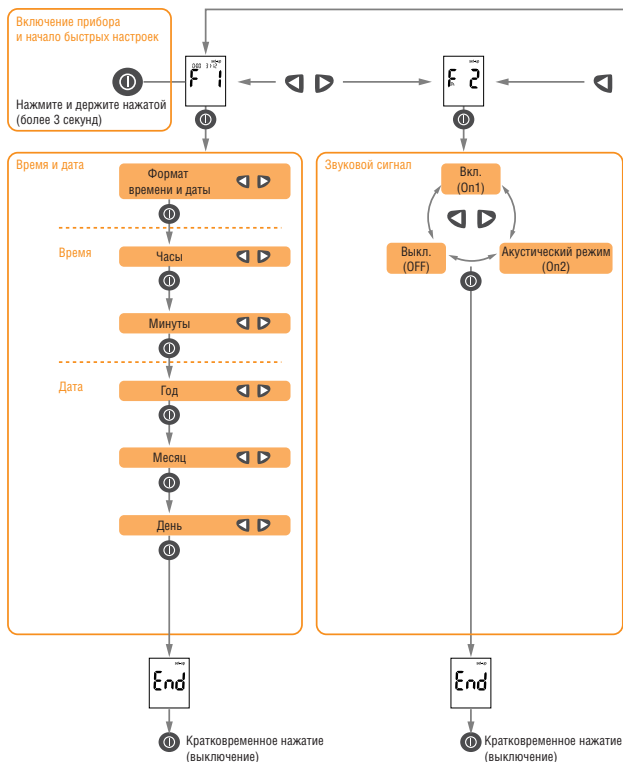 Включение прибора
и начало быстрых настроек
Нажмите и держите нажатой
(более 3 секунд)
F 1
F 2
Время и дата
Формат
времени и даты
Время
Часы
Минуты
Дата
Год
Месяц
День
End
Кратковременное нажатие
(выключение)
Звуковой сигнал
Вкл.
(On1)
Выкл.
(OFF)
Акустический режим
(On2)
End
Кратковременное нажатие
(выключение)